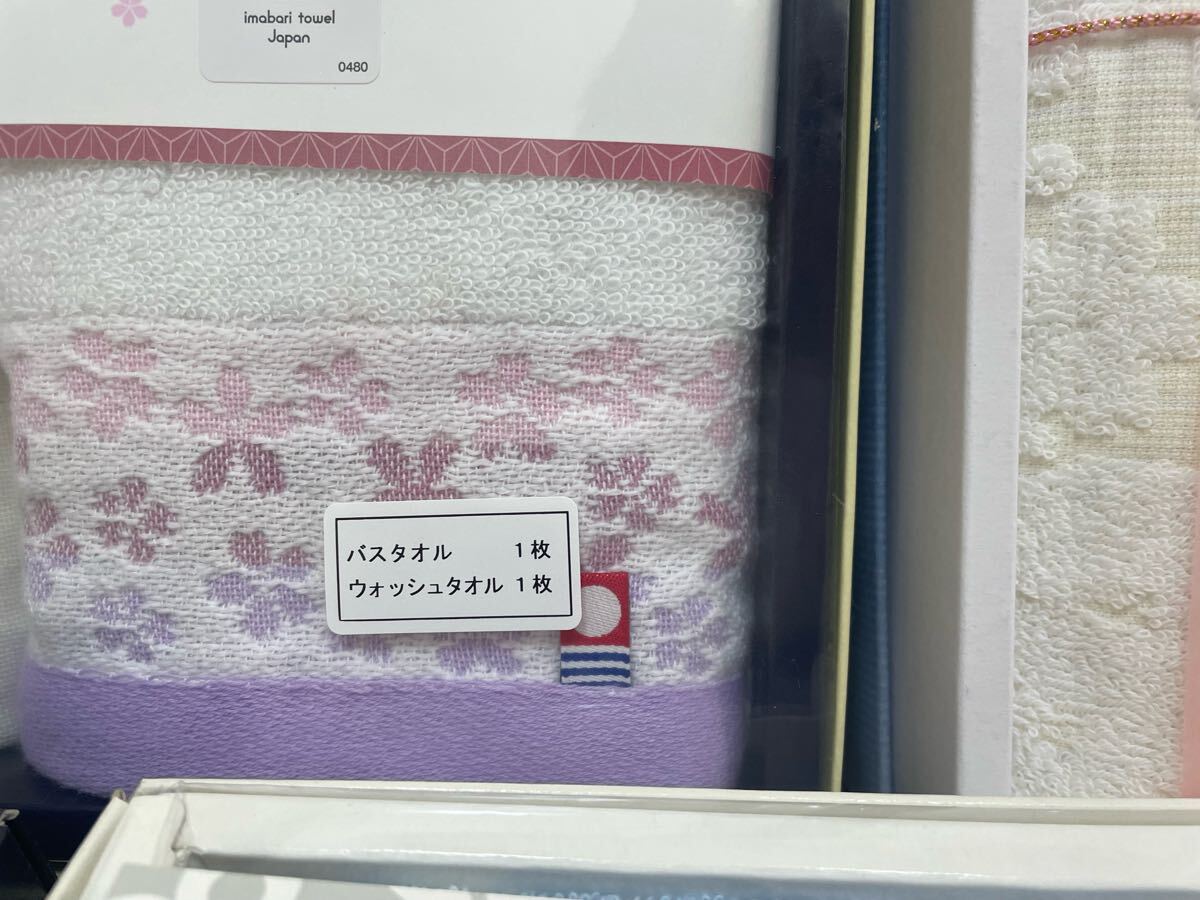 imabari towel
Japan
0480
バスタオル 1枚
ウォッシュタオル 1枚